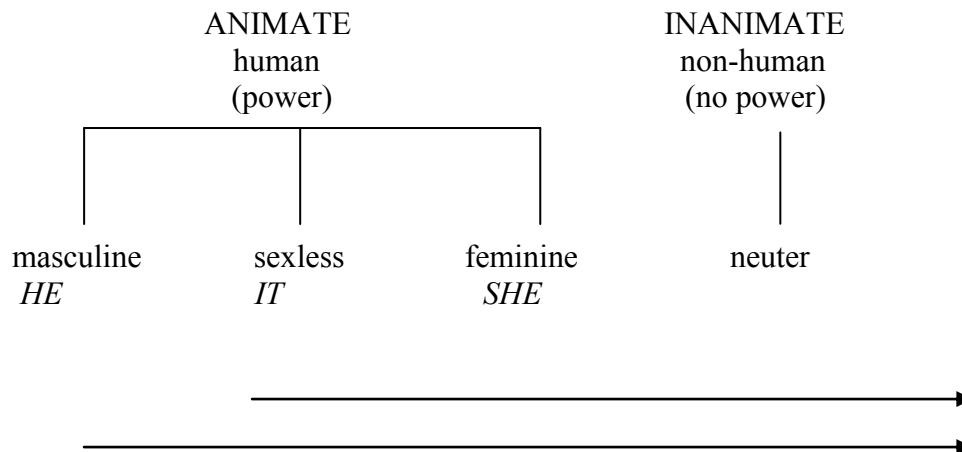 ANIMATE INANIMATE
human non-human
(power) (no power)
masculine sexless feminine neuter
HE IT SHE